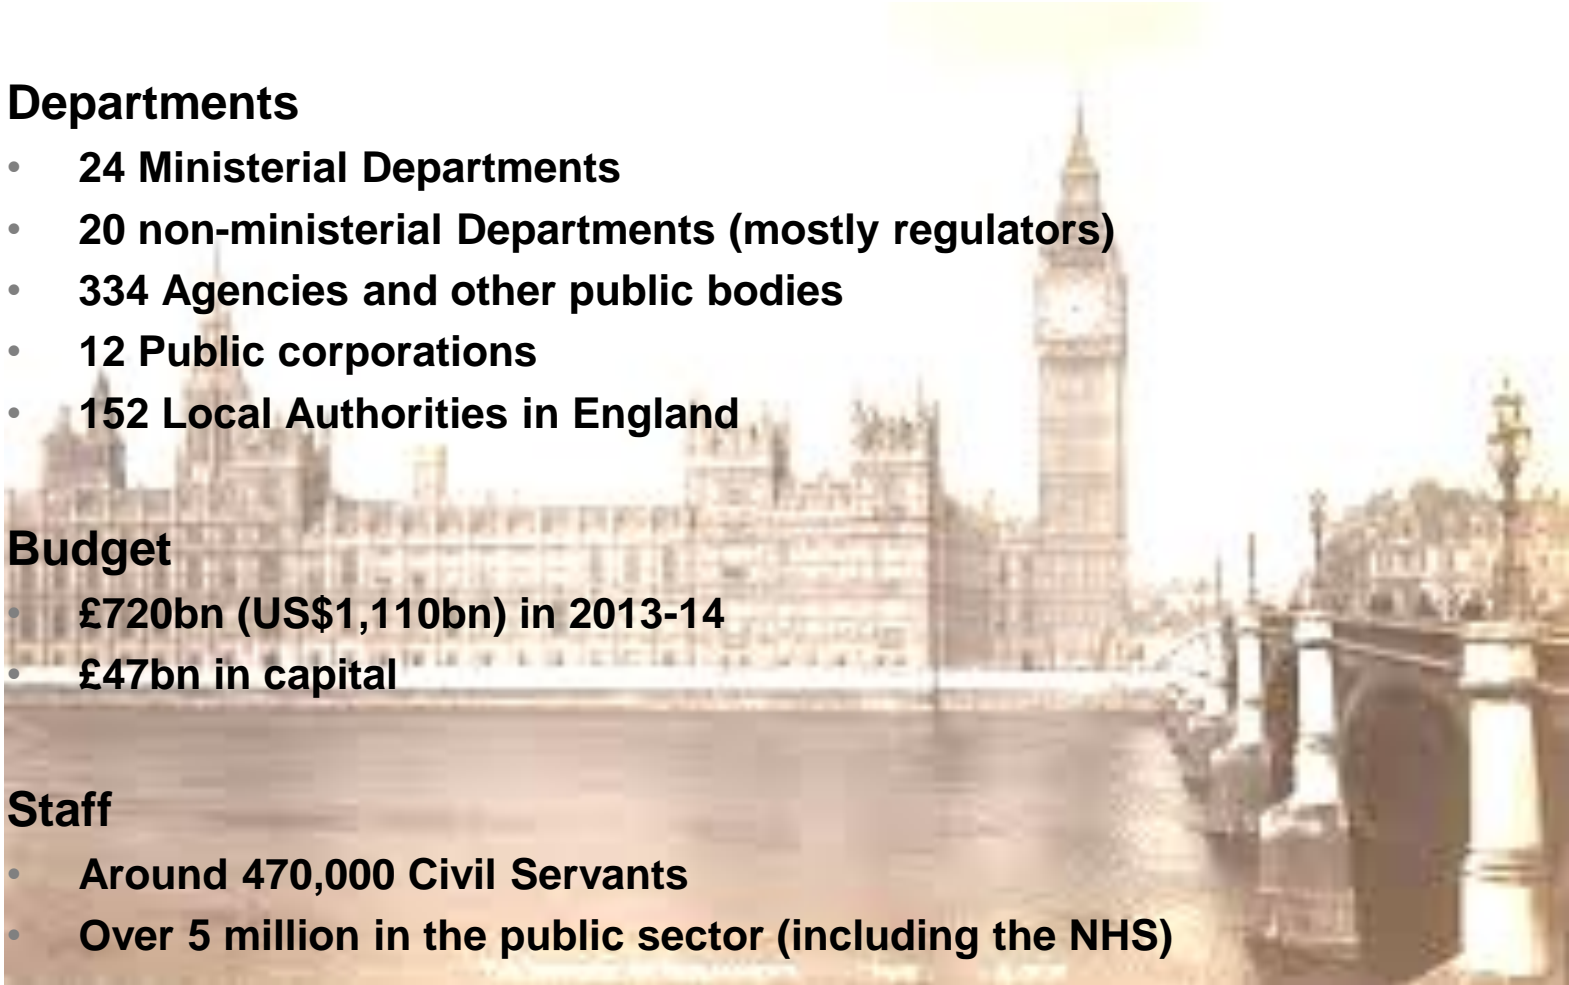 Departments
• 24 Ministerial Departments
• 20 non-ministerial Departments (mostly regulators)
• 334 Agencies and other public bodies
• 12 Public corporations
• 152 Local Authorities in England
Budget
• £720bn (US$1,110bn) in 2013-14
• £47bn in capital
Staff
• Around 470,000 Civil Servants
• Over 5 million in the public sector (including the NHS)